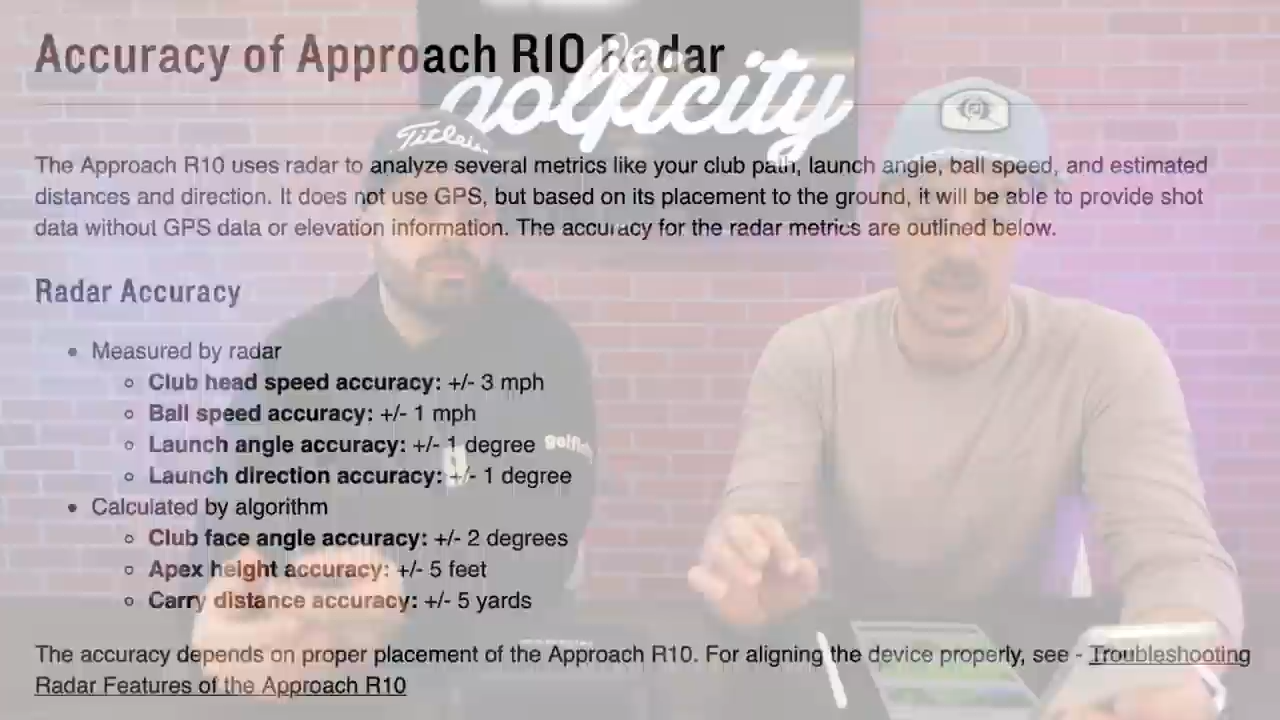 Accuracy of Approach R10 Radar
golficity
Titleist
The Approach R10 uses radar to analyze several metrics like your club path, launch angle, ball speed, and estimated
distances and direction. It does not use GPS, but based on its placement to the ground, it will be able to provide shot
data without GPS data or elevation information. The accuracy for the radar metrics are outlined below.
Radar Accuracy
• Measured by radar
◦ Club head speed accuracy: +/- 3 mph
◦ Ball speed accuracy: +/- 1 mph
◦ Launch angle accuracy: +/- 1 degree
golficity
◦ Launch direction accuracy: +/- 1 degree
• Calculated by algorithm
◦ Club face angle accuracy: +/- 2 degrees
◦ Apex height accuracy: +/- 5 feet
◦ Carry distance accuracy: +/- 5 yards
The accuracy depends on proper placement of the Approach R10. For aligning the device properly, see - Troubleshooting
Radar Features of the Approach R10